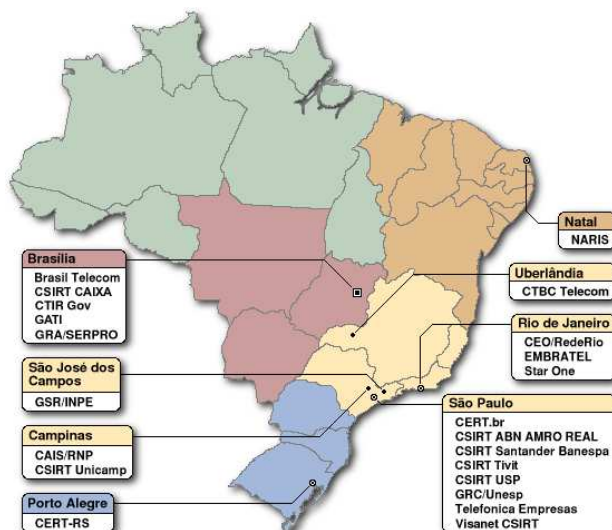 Natal
NARIS
Brasília
Brasil Telecom
CSIRT CAIXA
CTIR Gov
GATI
GRA/SERPRO
Uberlândia
CTBC Telecom
Rio de Janeiro
CEO/RedeRio
EMBRATEL
Star One
São José dos
Campos
GSR/INPE
São Paulo
CERT.br
CSIRT ABN AMRO REAL
CSIRT Santander Banespa
CSIRT Tivit
CSIRT USP
GRC/Unesp
Telefonica Empresas
Visanet CSIRT
Campinas
CAIS/RNP
CSIRT Unicamp
Porto Alegre
CERT-RS